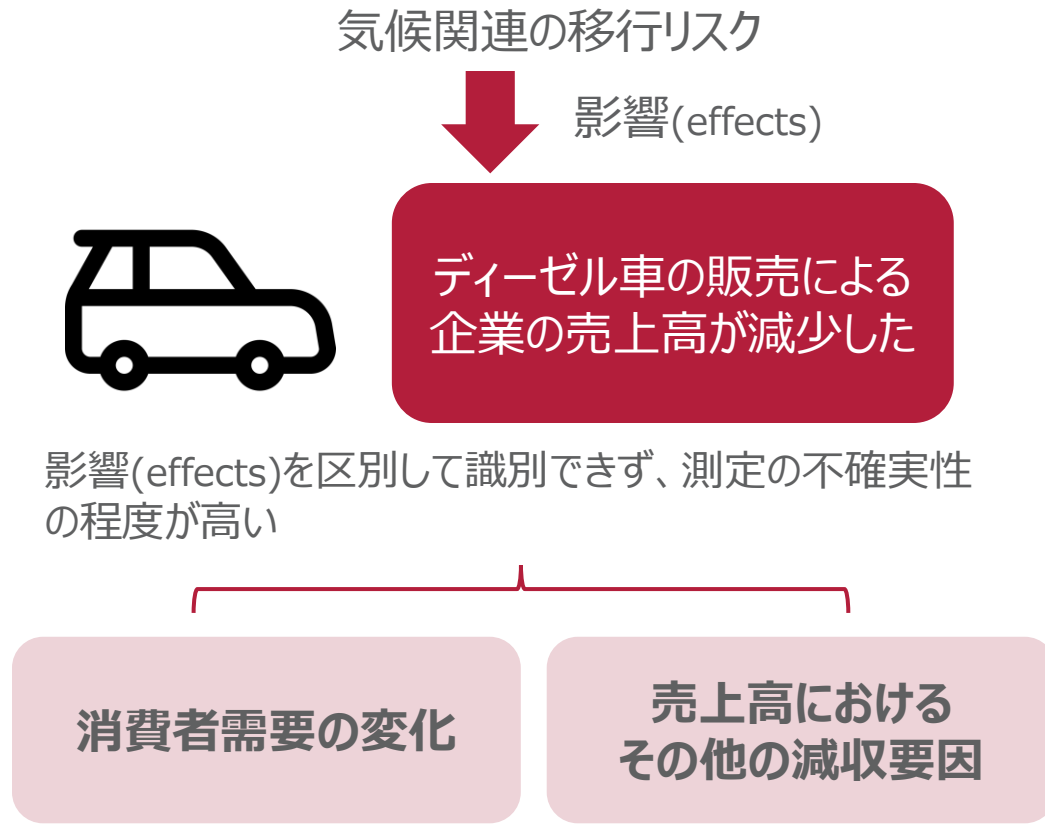 気候関連の移行リスク
影響(effects)
ディーゼル車の販売による
企業の売上高が減少した
影響(effects)を区別して識別できず、測定の不確実性
の程度が高い
消費者需要の変化
売上高における
その他の減収要因